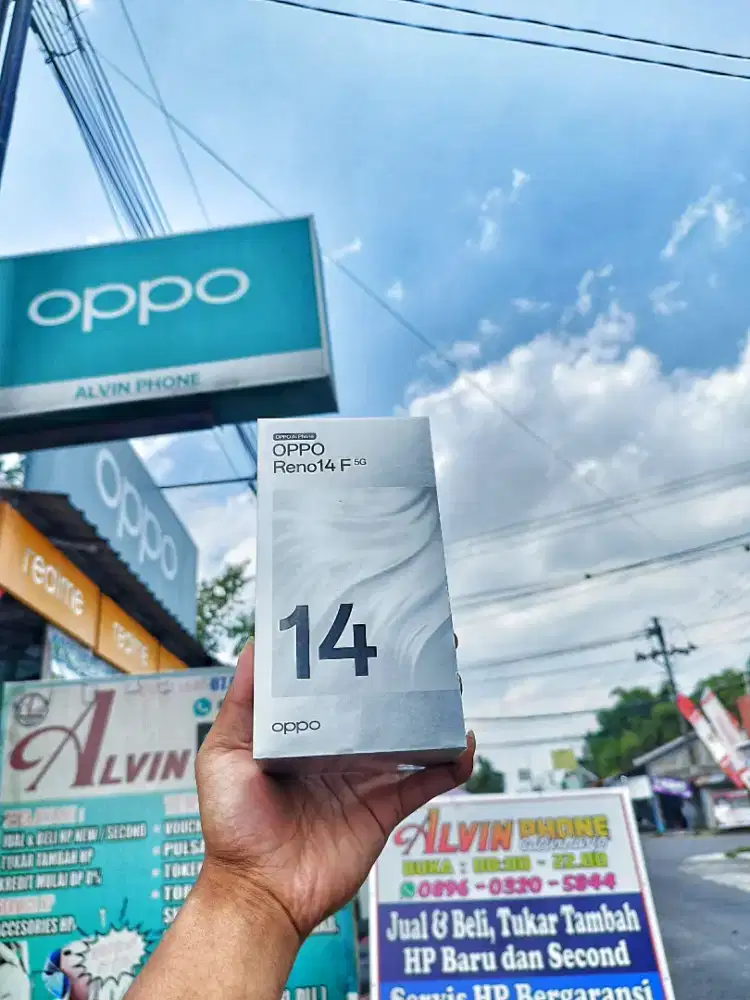 oppo
ALVIN PHONE
oppo
realme
realme
OPPO AI Phone
OPPO
Reno14 F 5G
14
oppo
ALVIN
JUAL & BELI HP NEW / SECOND
TUKAR TAMBAH HP
KREDIT MULAI DP 0%
ALVIN PHONE
BUKA : 08:00 - 22.00
0896 - 0320 - 5844
Jual & Beli, Tukar Tambah
HP Baru dan Second
Servis HP Bergaransi